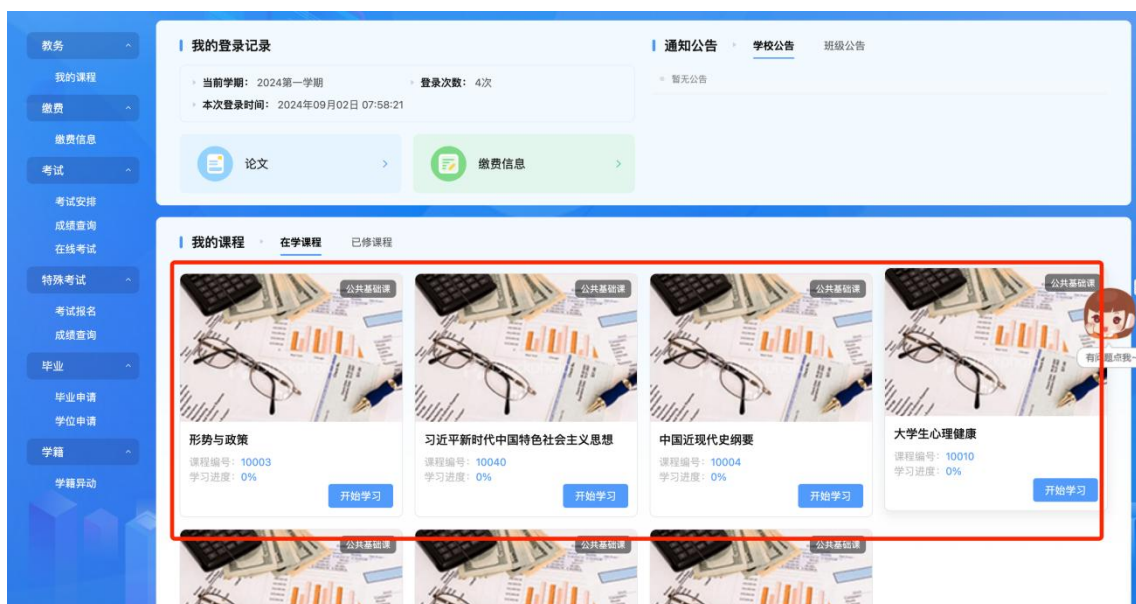 教务
我的课程
缴费
缴费信息
考试
考试安排
成绩查询
在线考试
特殊考试
考试报名
成绩查询
毕业
毕业申请
学位申请
学籍
学籍异动
我的登录记录
当前学期: 2024第一学期
登录次数: 4次
本次登录时间: 2024年09月02日 07:58:21
论文
缴费信息
通知公告 学校公告 班级公告
暂无公告
我的课程 在学课程 已修课程
公共基础课
形势与政策
课程编号: 10003
学习进度: 0%
开始学习
公共基础课
习近平新时代中国特色社会主义思想
课程编号: 10040
学习进度: 0%
开始学习
公共基础课
中国近现代史纲要
课程编号: 10004
学习进度: 0%
开始学习
公共基础课
大学生心理健康
课程编号: 10010
学习进度: 0%
开始学习
有问题点我~
公共基础课
公共基础课
公共基础课